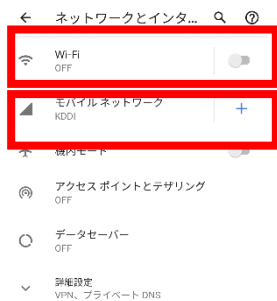 ネットワークとインタ...
Wi-Fi
OFF
モバイル ネットワーク
KDDI
機内モード
アクセス ポイントとテザリング
OFF
データセーバー
OFF
詳細設定
VPN、プライベート DNS